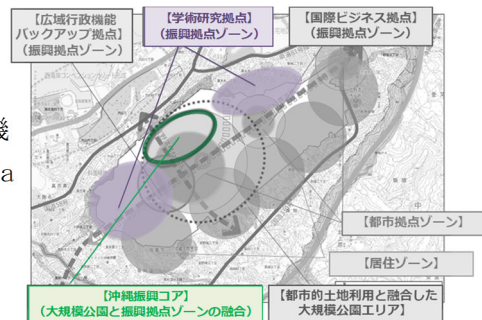 【広域行政機能
バックアップ拠点】
（振興拠点ゾーン）
【学術研究拠点】
（振興拠点ゾーン）
【国際ビジネス拠点】
（振興拠点ゾーン）
機
a
【都市拠点ゾーン】
【居住ゾーン】
【沖縄振興コア】
（大規模公園と振興拠点ゾーンの融合）
【都市的土地利用と融合した
大規模公園エリア】